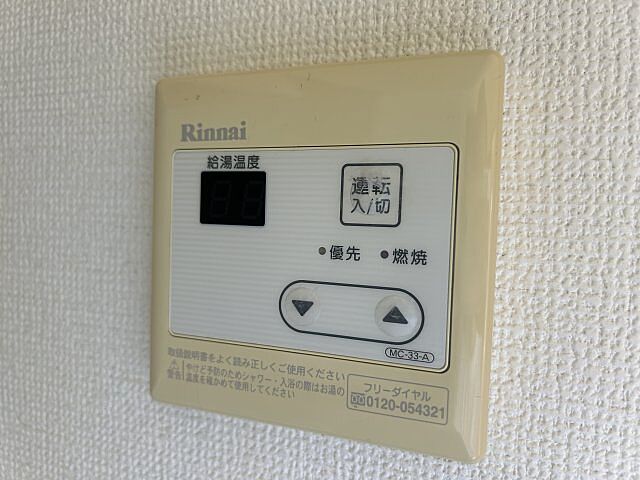 Rinnai
給湯温度
運転
入/切
優先
燃焼
MC-33-A
取扱説明書をよく読み正しくご使用ください
警告 やけど予防のためシャワー・入浴の際はお湯の
温度を確かめて使用してください
フリーダイヤル
0120-054321